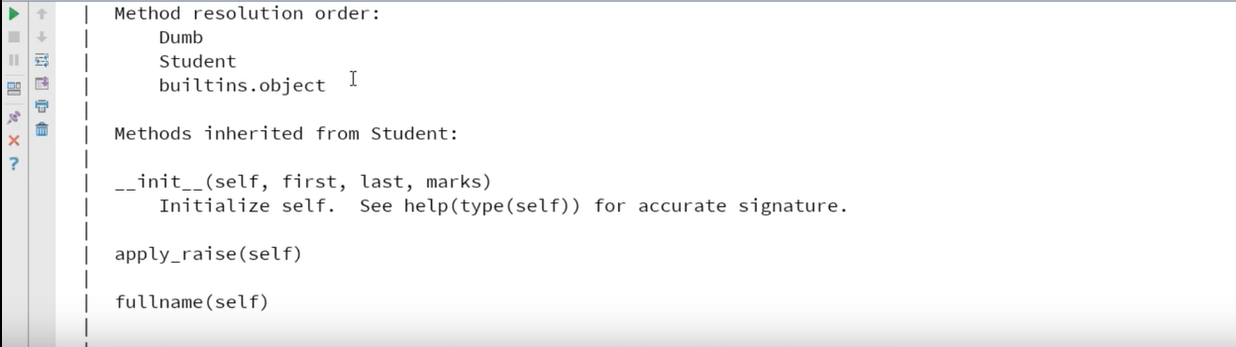 | Method resolution order:
|     Dumb
|     Student
|     builtins.object
|
| Methods inherited from Student:
|
| __init__(self, first, last, marks)
|     Initialize self.  See help(type(self)) for accurate signature.
|
| apply_raise(self)
|
| fullname(self)
|